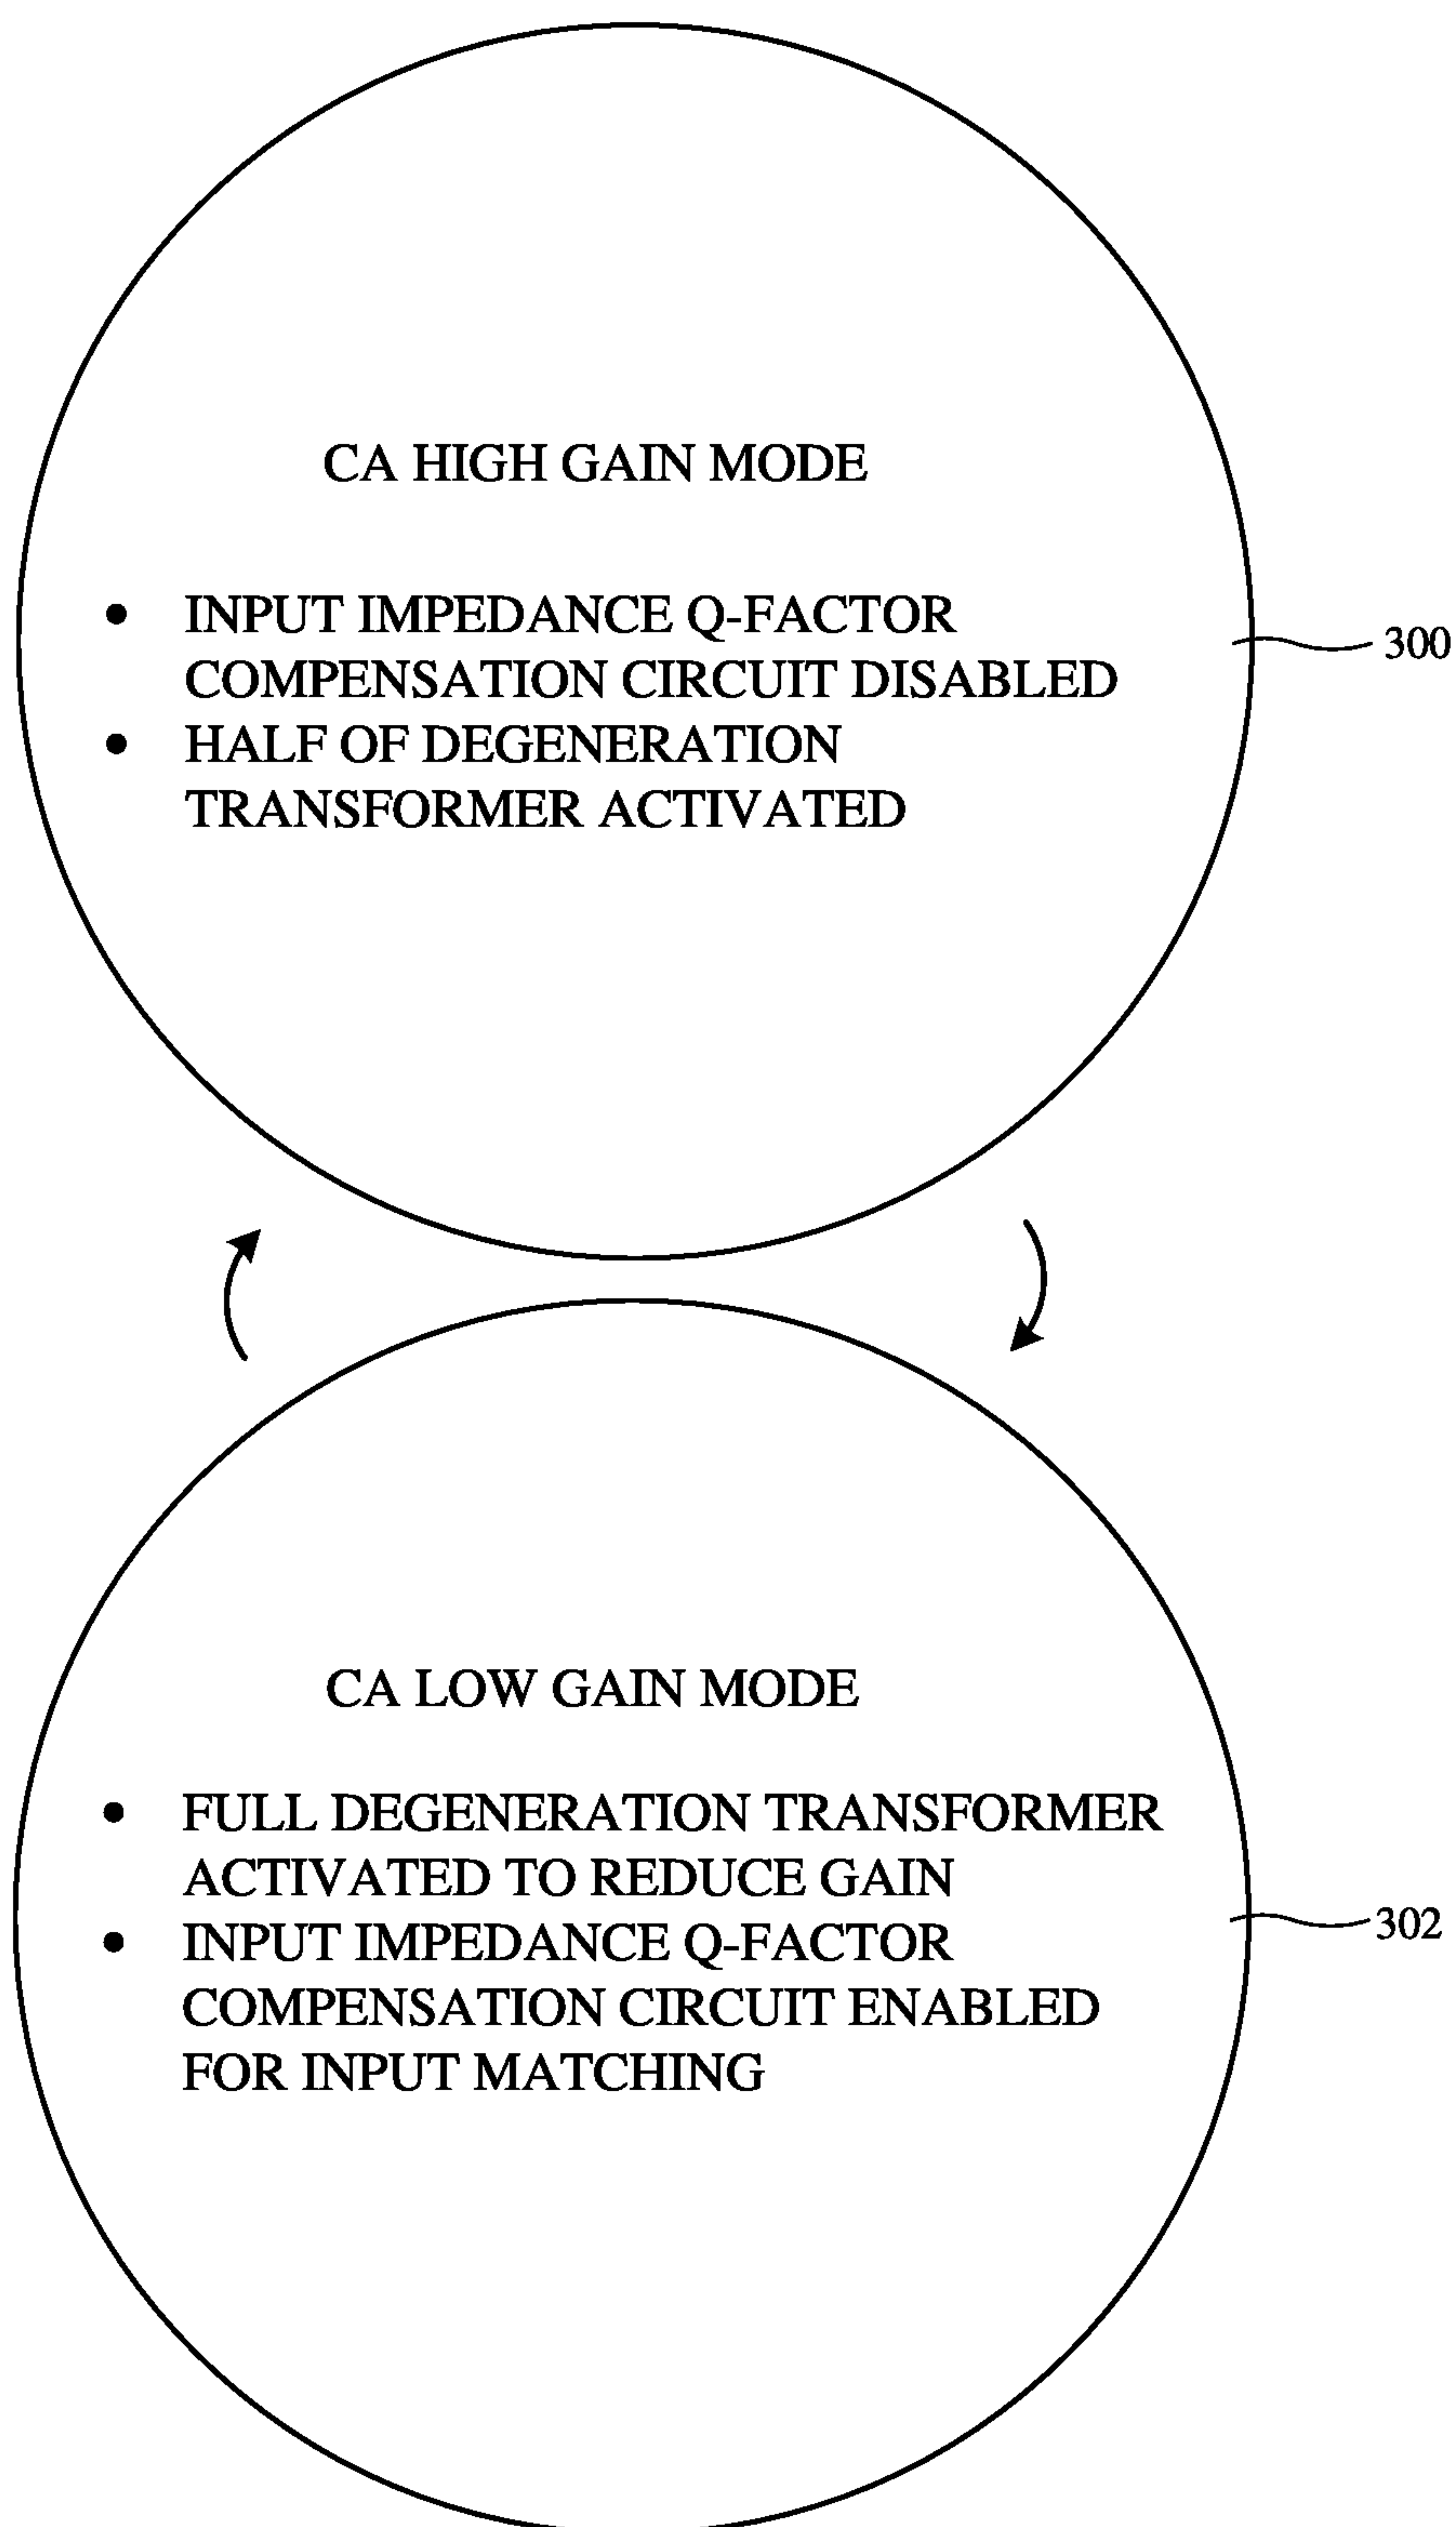 CA HIGH GAIN MODE
• INPUT IMPEDANCE Q-FACTOR
COMPENSATION CIRCUIT DISABLED
• HALF OF DEGENERATION
TRANSFORMER ACTIVATED
300
CA LOW GAIN MODE
• FULL DEGENERATION TRANSFORMER
ACTIVATED TO REDUCE GAIN
• INPUT IMPEDANCE Q-FACTOR
COMPENSATION CIRCUIT ENABLED
FOR INPUT MATCHING
302